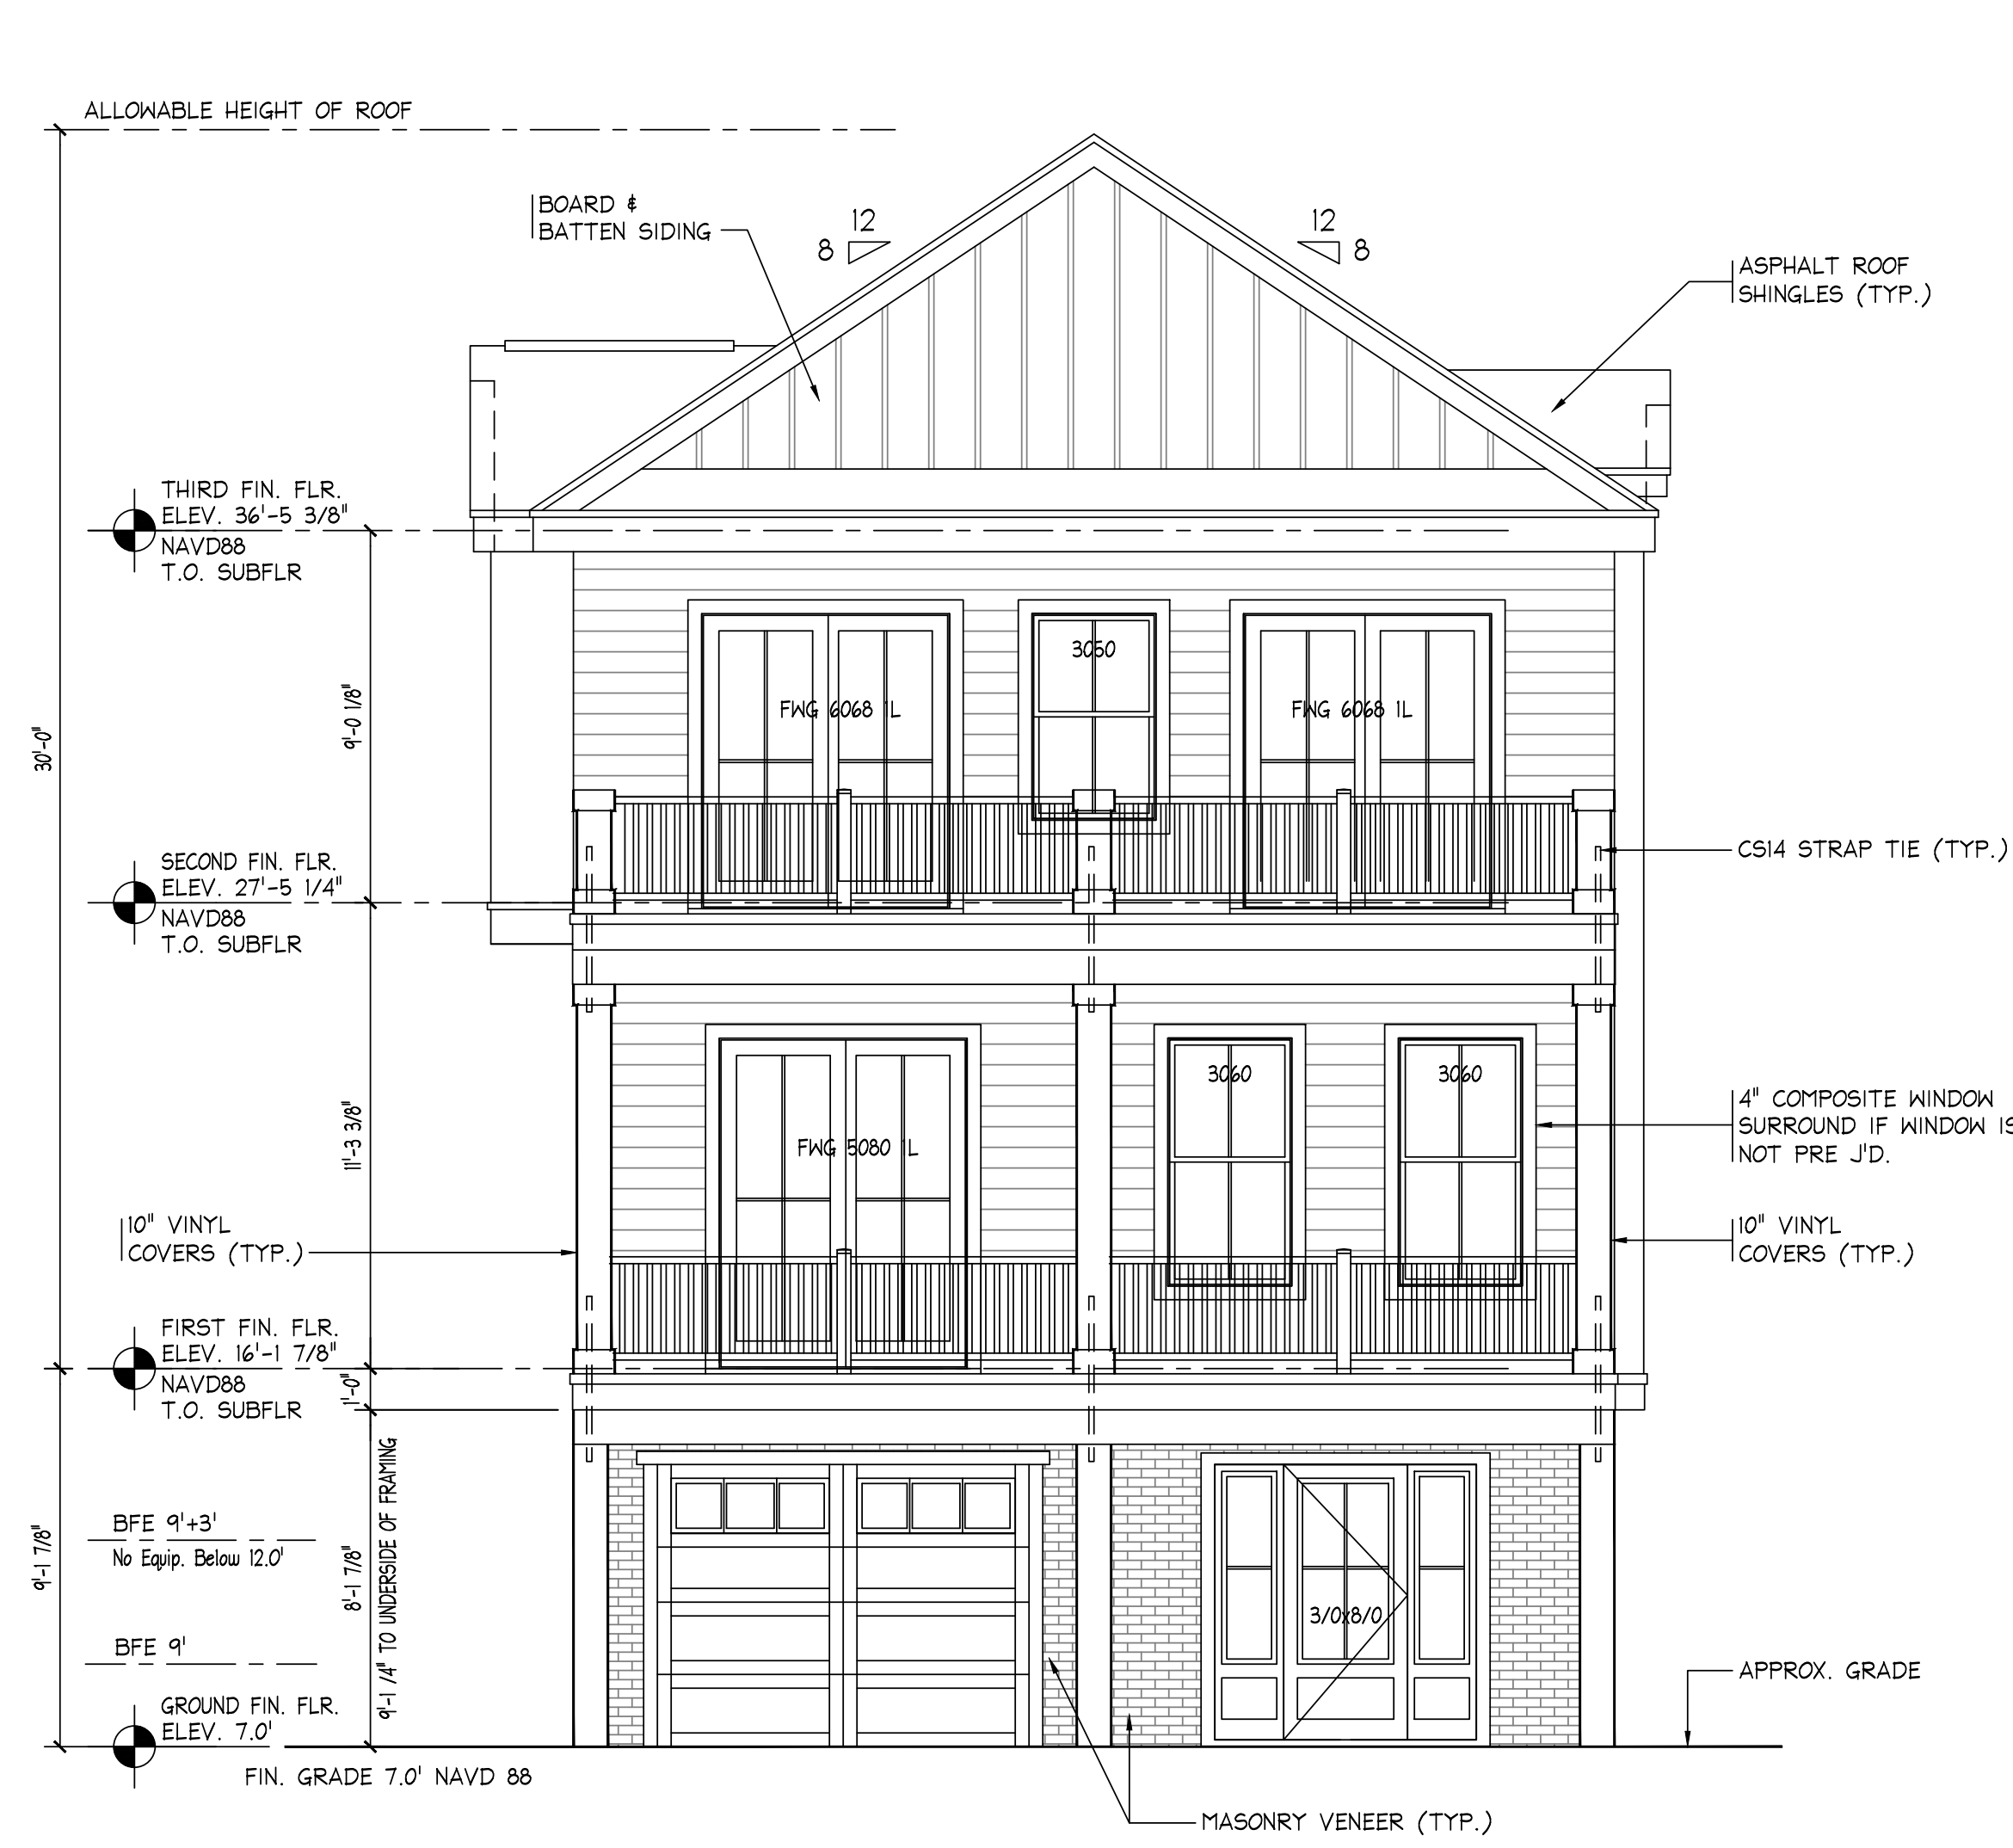 ALLOWABLE HEIGHT OF ROOF
BOARD &
BATTEN SIDING
12
8
12
8
ASPHALT ROOF
SHINGLES (TYP.)
THIRD FIN. FLR.
ELEV. 36'-5 3/8"
NAVD88
T.O. SUBFLR
3050
FWG 6068 1L
FWG 6068 1L
9'-0 1/8"
30'-0"
SECOND FIN. FLR.
ELEV. 27'-5 1/4"
NAVD88
T.O. SUBFLR
CS14 STRAP TIE (TYP.)
3060
3060
4" COMPOSITE WINDOW
SURROUND IF WINDOW IS
NOT PRE J'D.
11'-3 3/8"
FWG 5080 1L
10" VINYL
COVERS (TYP.)
10" VINYL
COVERS (TYP.)
FIRST FIN. FLR.
ELEV. 16'-1 7/8"
NAVD88
T.O. SUBFLR
1'-0"
BFE 9'+3'
No Equip. Below 12.0'
9'-1 7/8"
8'-1 7/8"
9'-1 /4" TO UNDERSIDE OF FRAMING
3/0x8/0
BFE 9'
APPROX. GRADE
GROUND FIN. FLR.
ELEV. 7.0'
FIN. GRADE 7.0' NAVD 88
MASONRY VENEER (TYP.)